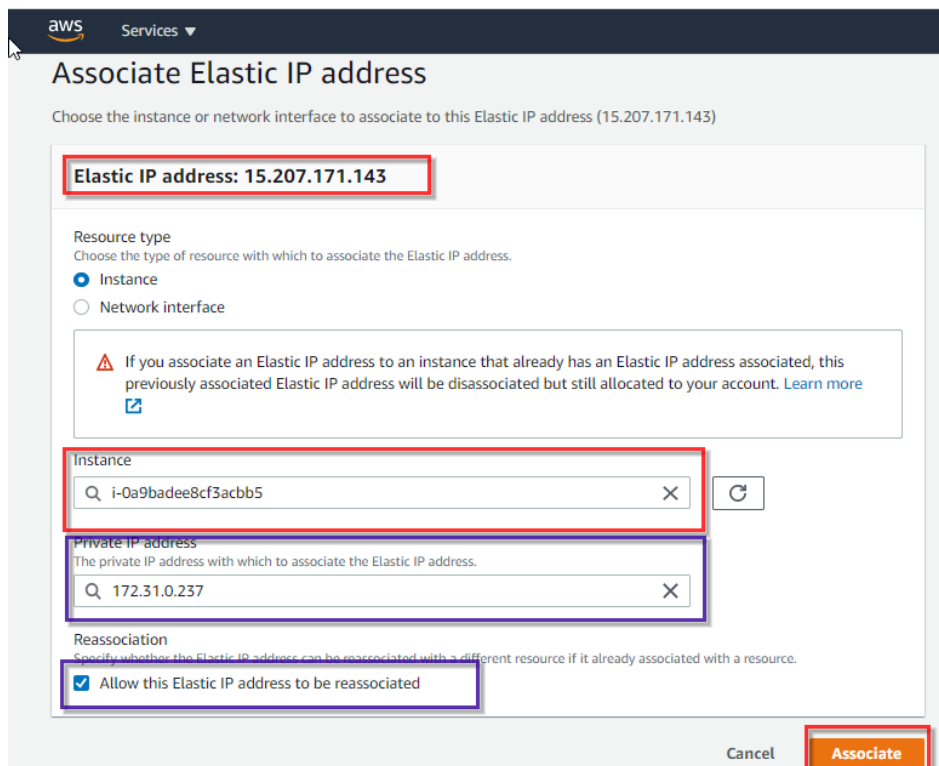 aws
Services ▼
Associate Elastic IP address
Choose the instance or network interface to associate to this Elastic IP address (15.207.171.143)
Elastic IP address: 15.207.171.143
Resource type
Choose the type of resource with which to associate the Elastic IP address.
Instance
Network interface
If you associate an Elastic IP address to an instance that already has an Elastic IP address associated, this
previously associated Elastic IP address will be disassociated but still allocated to your account. Learn more
Instance
i-0a9badee8cf3acbb5
Private IP address
The private IP address with which to associate the Elastic IP address.
172.31.0.237
Reassociation
Specify whether the Elastic IP address can be reassociated with a different resource if it already associated with a resource.
Allow this Elastic IP address to be reassociated
Cancel
Associate